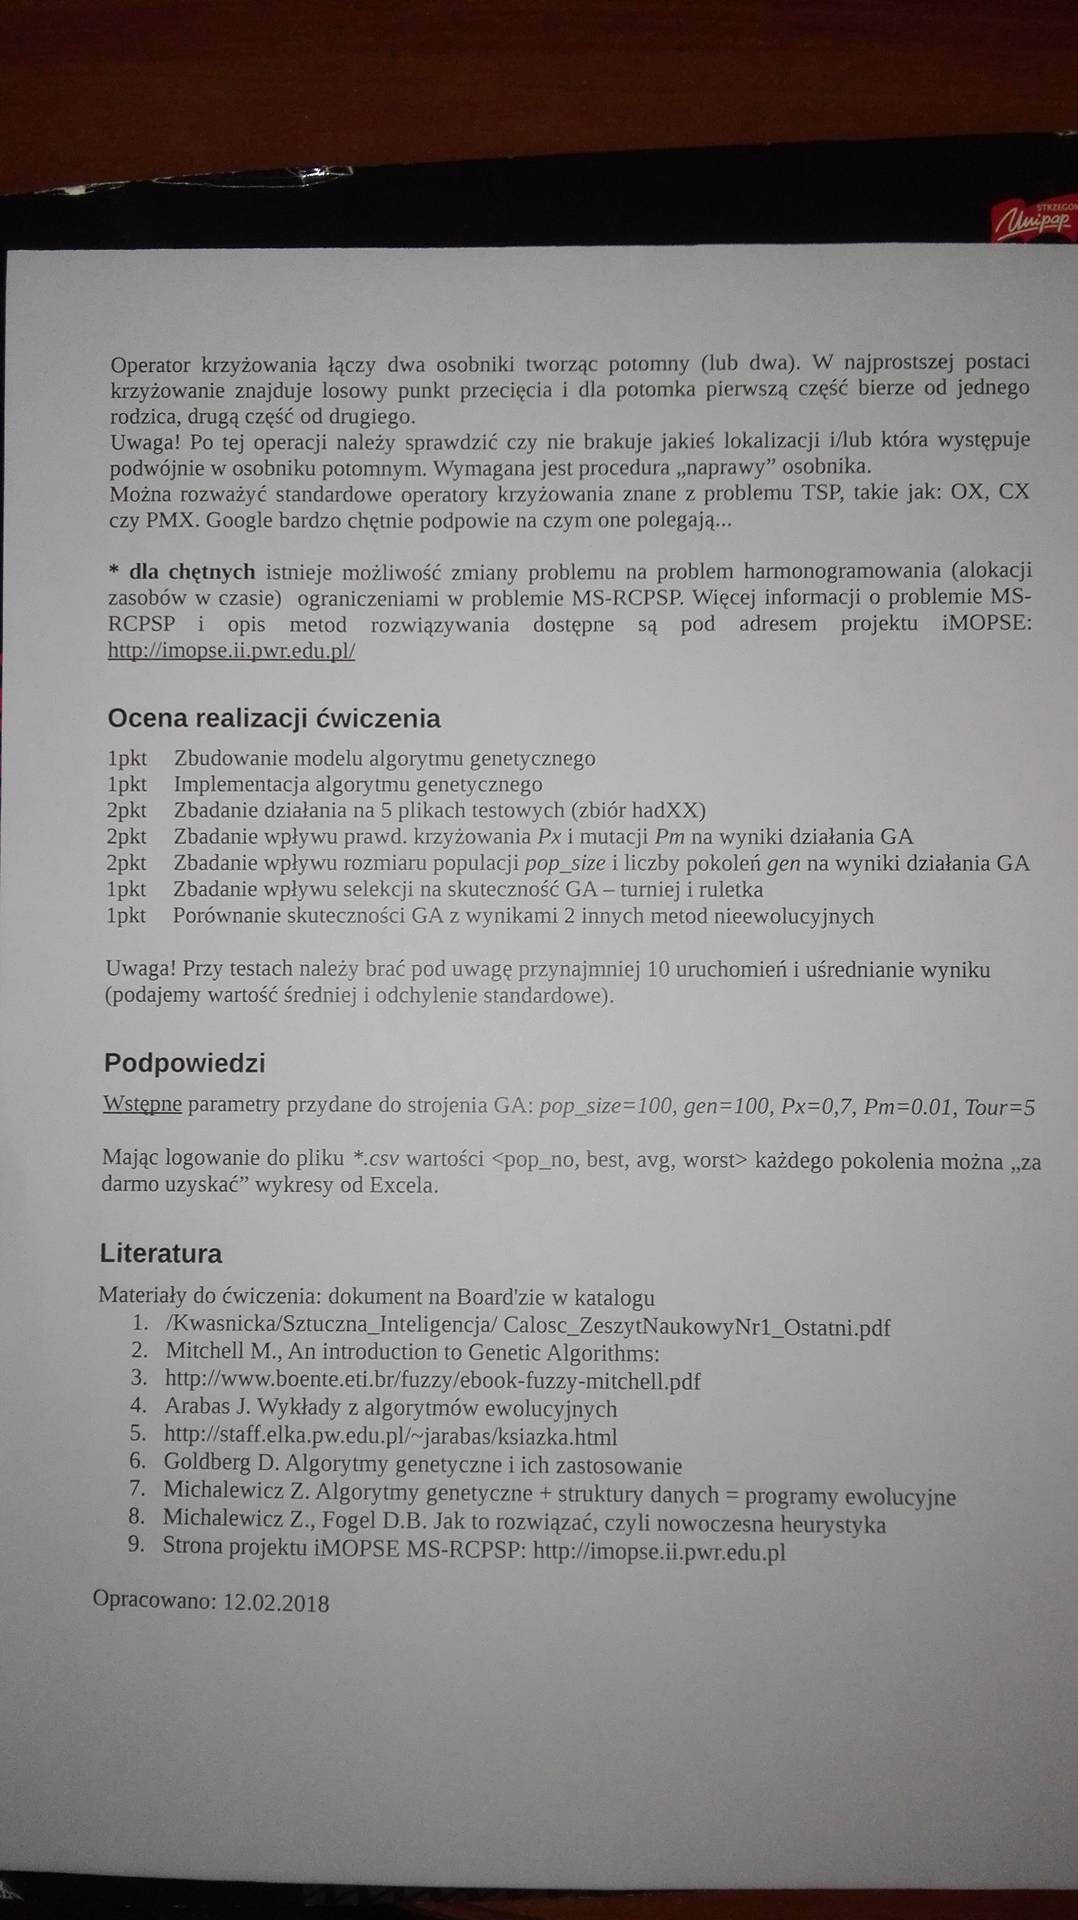 STRZEGOM
Unipap
Operator krzyżowania łączy dwa osobniki tworząc potomny (lub dwa). W najprostszej postaci
krzyżowanie znajduje losowy punkt przecięcia i dla potomka pierwszą część bierze od jednego
rodzica, drugą część od drugiego.
Uwaga! Po tej operacji należy sprawdzić czy nie brakuje jakieś lokalizacji i/lub która występuje
podwójnie w osobniku potomnym. Wymagana jest procedura „naprawy” osobnika.
Można rozważyć standardowe operatory krzyżowania znane z problemu TSP, takie jak: OX, CX
czy PMX. Google bardzo chętnie podpowie na czym one polegają...
* dla chętnych istnieje możliwość zmiany problemu na problem harmonogramowania (alokacji
zasobów w czasie) ograniczeniami w problemie MS-RCPSP. Więcej informacji o problemie MS-
RCPSP i opis metod rozwiązywania dostępne są pod adresem projektu iMOPSE:
http://imopse.ii.pwr.edu.pl/
Ocena realizacji ćwiczenia
1pkt Zbudowanie modelu algorytmu genetycznego
1pkt Implementacja algorytmu genetycznego
2pkt Zbadanie działania na 5 plikach testowych (zbiór hadXX)
2pkt Zbadanie wpływu prawd. krzyżowania Px i mutacji Pm na wyniki działania GA
2pkt Zbadanie wpływu rozmiaru populacji pop_size i liczby pokoleń gen na wyniki działania GA
1pkt Zbadanie wpływu selekcji na skuteczność GA – turniej i ruletka
1pkt Porównanie skuteczności GA z wynikami 2 innych metod nieewolucyjnych
Uwaga! Przy testach należy brać pod uwagę przynajmniej 10 uruchomień i uśrednianie wyniku
(podajemy wartość średniej i odchylenie standardowe).
Podpowiedzi
Wstępne parametry przydane do strojenia GA: pop_size=100, gen=100, Px=0,7, Pm=0.01, Tour=5
Mając logowanie do pliku *.csv wartości <pop_no, best, avg, worst> każdego pokolenia można „za
darmo uzyskać” wykresy od Excela.
Literatura
Materiały do ćwiczenia: dokument na Board'zie w katalogu
1. /Kwasnicka/Sztuczna_Inteligencja/ Calosc_ZeszytNaukowyNr1_Ostatni.pdf
2. Mitchell M., An introduction to Genetic Algorithms:
3. http://www.boente.eti.br/fuzzy/ebook-fuzzy-mitchell.pdf
4. Arabas J. Wykłady z algorytmów ewolucyjnych
5. http://staff.elka.pw.edu.pl/~jarabas/ksiazka.html
6. Goldberg D. Algorytmy genetyczne i ich zastosowanie
7. Michalewicz Z. Algorytmy genetyczne + struktury danych = programy ewolucyjne
8. Michalewicz Z., Fogel D.B. Jak to rozwiązać, czyli nowoczesna heurystyka
9. Strona projektu iMOPSE MS-RCPSP: http://imopse.ii.pwr.edu.pl
Opracowano: 12.02.2018